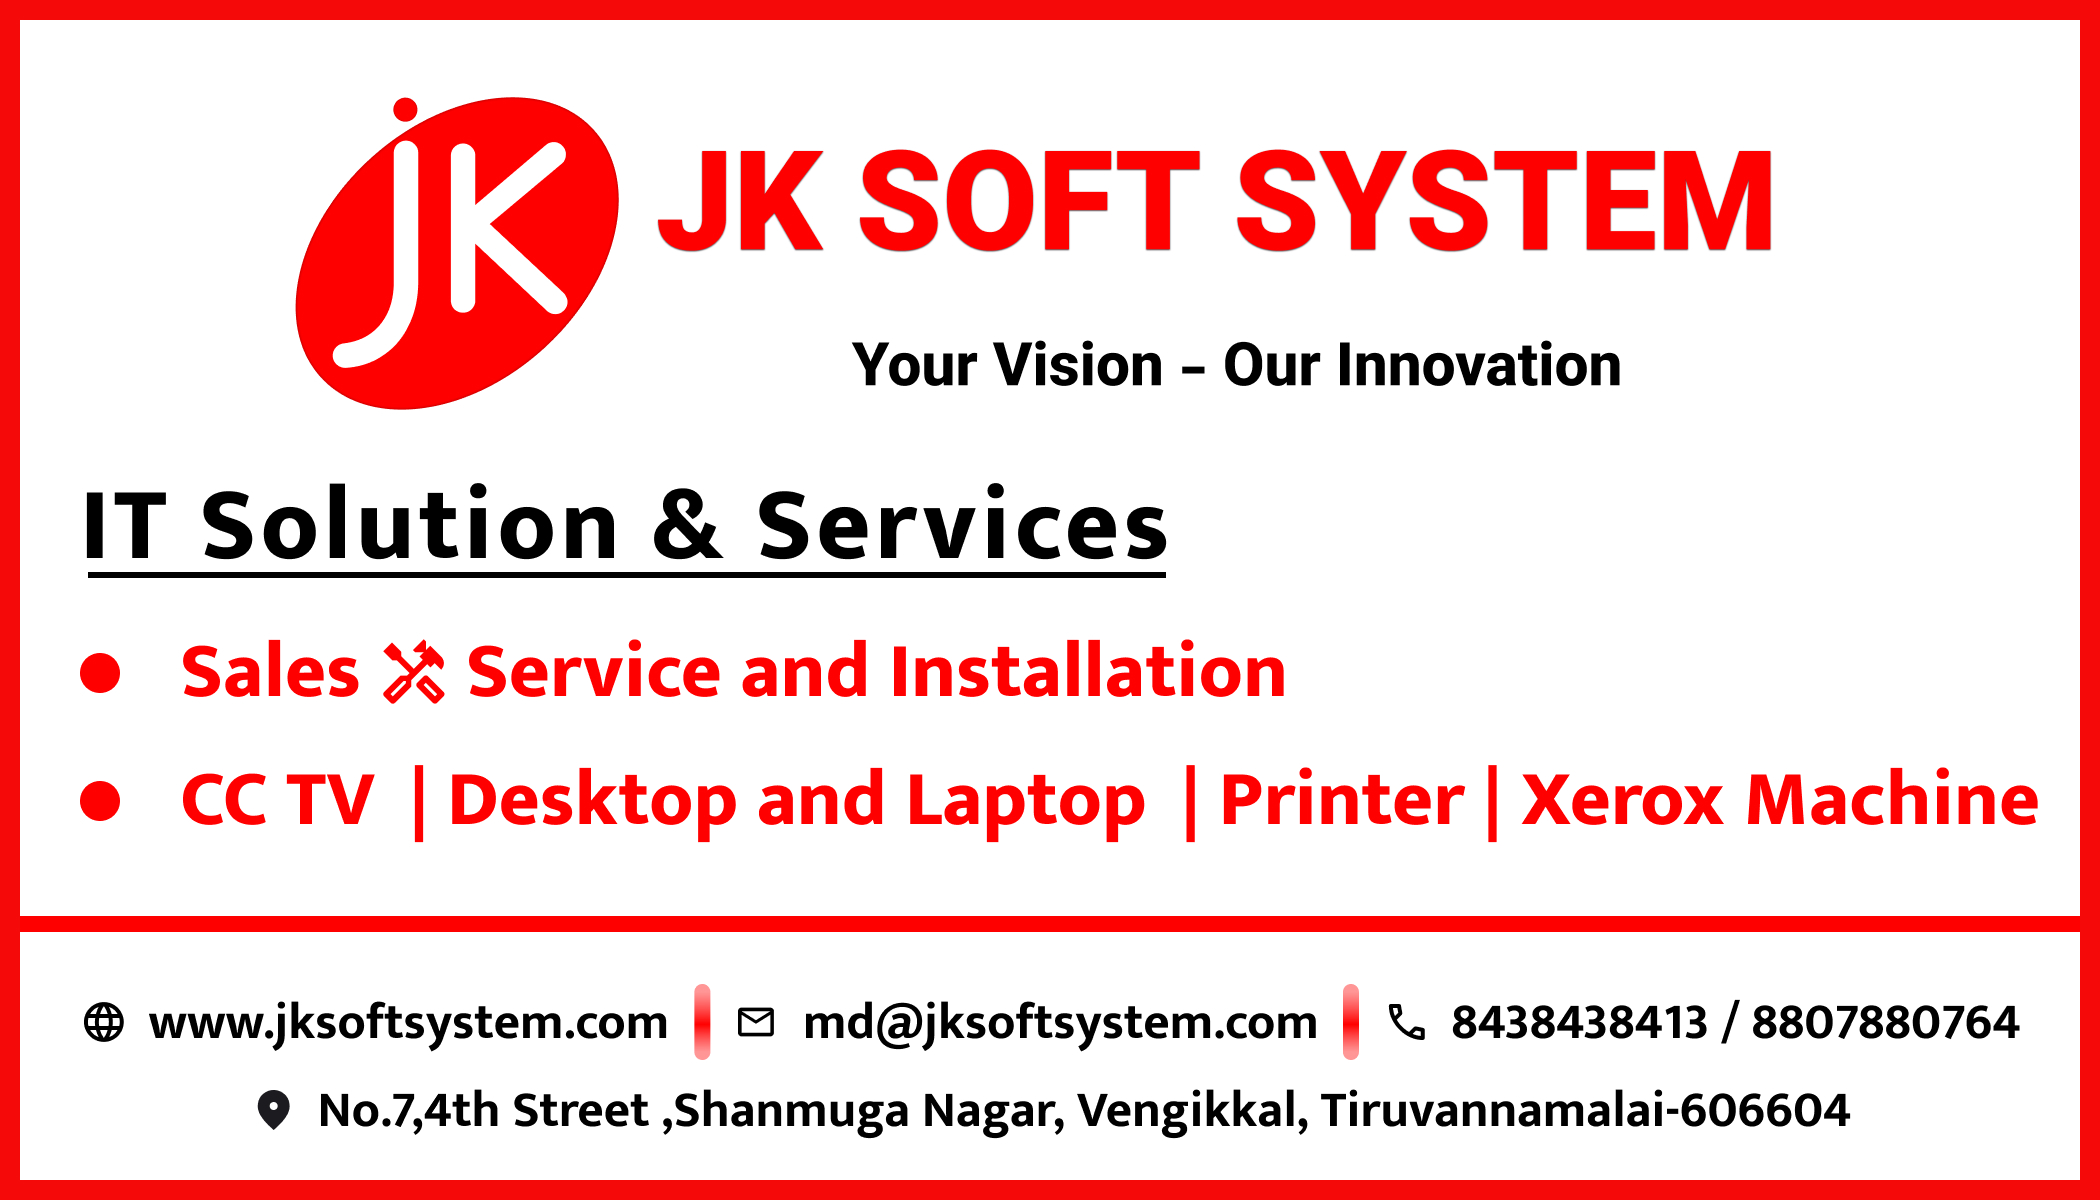 JK
JK SOFT SYSTEM
Your Vision - Our Innovation
IT Solution & Services
Sales Service and Installation
CC TV | Desktop and Laptop | Printer | Xerox Machine
www.jksoftsystem.com md@jksoftsystem.com 8438438413 / 8807880764
No.7,4th Street ,Shanmuga Nagar, Vengikkal, Tiruvannamalai-606604